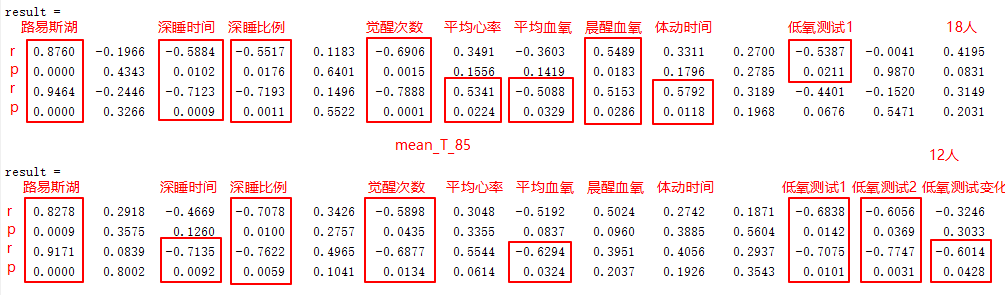 result =
路易斯湖 深睡时间 深睡比例 觉醒次数 平均心率 平均血氧 晨醒血氧 体动时间 低氧测试1 18人
r 0.8760 -0.1966 -0.5884 -0.5517 0.1183 -0.6906 0.3491 -0.3603 0.5489 0.3311 0.2700 -0.5387 -0.0041 0.4195
p 0.0000 0.4343 0.0102 0.0176 0.6401 0.0015 0.1556 0.1419 0.0183 0.1796 0.2785 0.0211 0.9870 0.0831
r 0.9464 -0.2446 -0.7123 -0.7193 0.1496 -0.7888 0.5341 -0.5088 0.5153 0.5792 0.3189 -0.4401 -0.1520 0.3149
p 0.0000 0.3266 0.0009 0.0011 0.5522 0.0001 0.0224 0.0329 0.0286 0.0118 0.1968 0.0676 0.5471 0.2031
mean_T_85
12人
result =
路易斯湖 深睡时间 深睡比例 觉醒次数 平均心率 平均血氧 晨醒血氧 体动时间 低氧测试1 低氧测试2 低氧测试变化
r 0.8278 0.2918 -0.4669 -0.7078 0.3426 -0.5898 0.3048 -0.5192 0.5024 0.2742 0.1871 -0.6838 -0.6056 -0.3246
p 0.0009 0.3575 0.1260 0.0100 0.2757 0.0435 0.3355 0.0837 0.0960 0.3885 0.5604 0.0142 0.0369 0.3033
r 0.9171 0.0839 -0.7135 -0.7622 0.4965 -0.6877 0.5544 -0.6294 0.3951 0.4056 0.2937 -0.7075 -0.7747 -0.6014
p 0.0000 0.8002 0.0092 0.0059 0.1041 0.0134 0.0614 0.0324 0.2037 0.1926 0.3543 0.0101 0.0031 0.0428